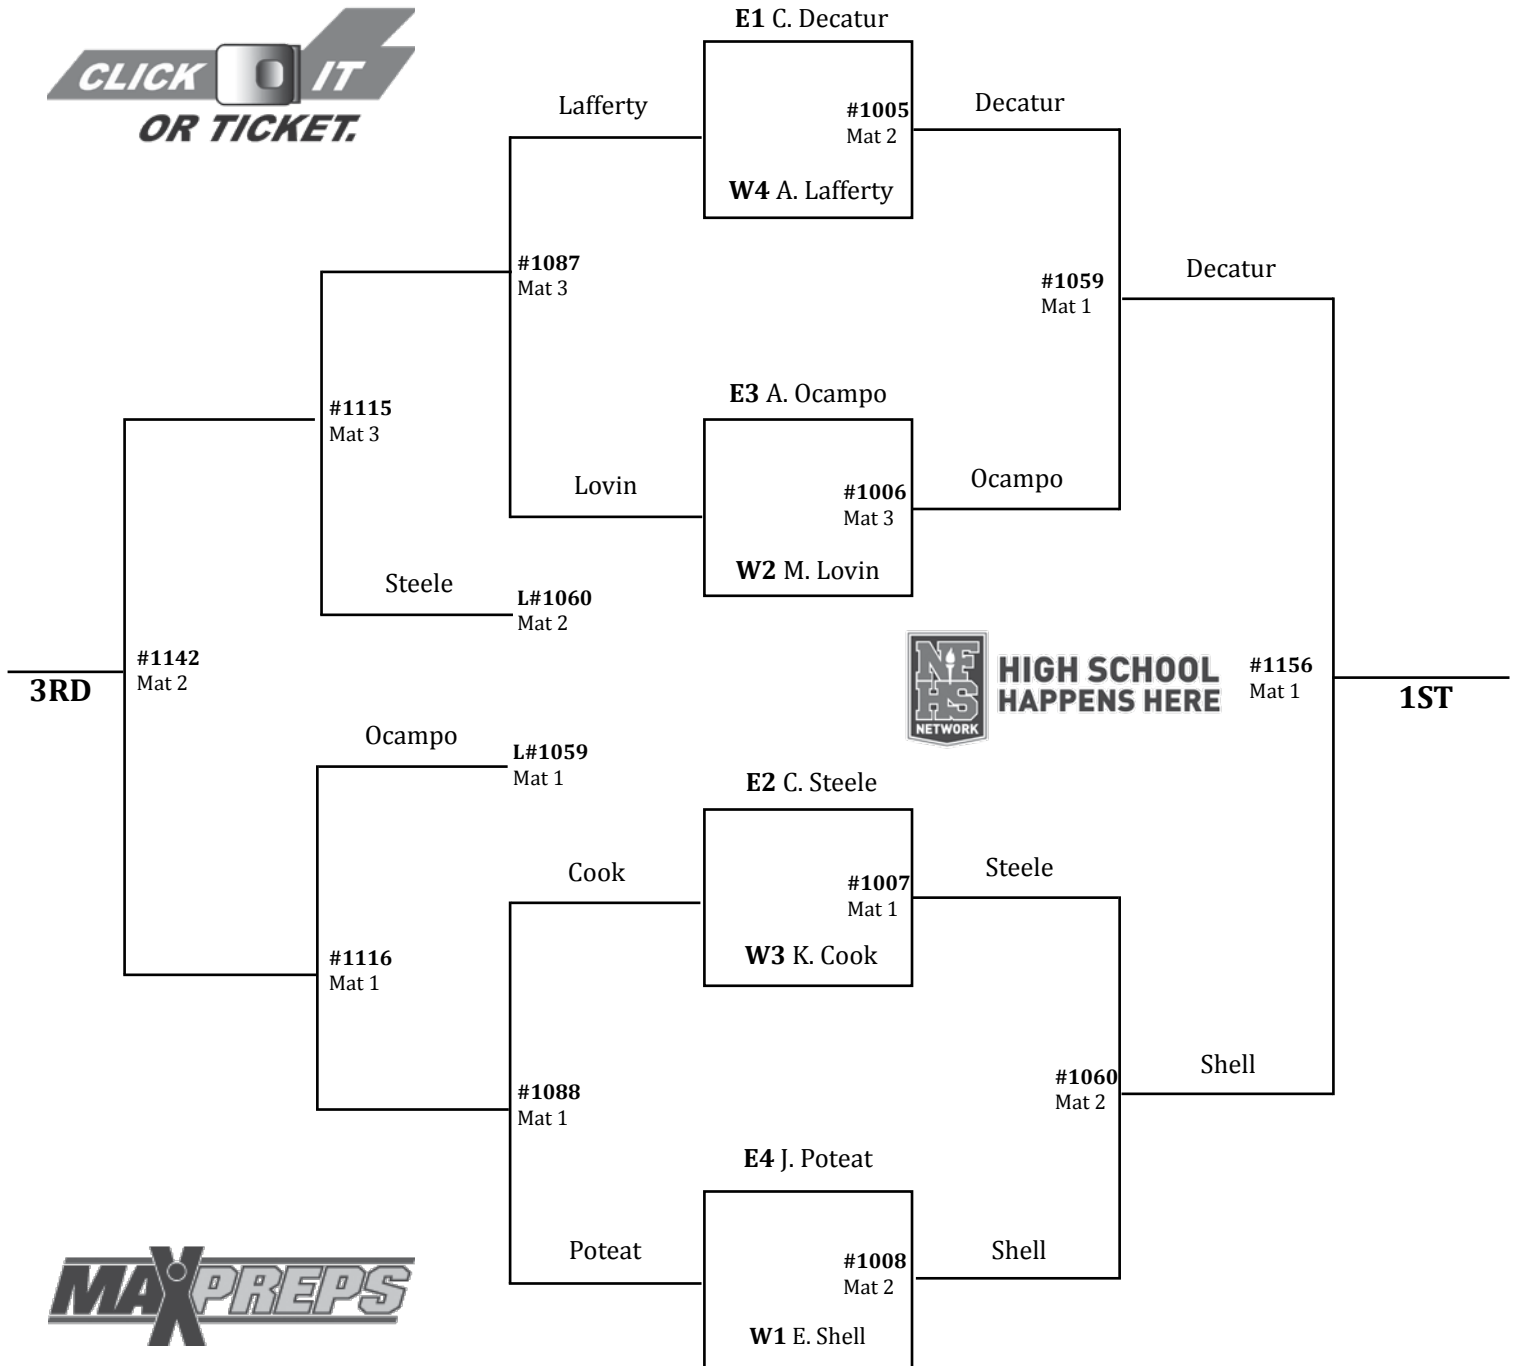 E1 C. Decatur
CLICK IT
OR TICKET.
Lafferty
#1005
Mat 2
Decatur
W4 A. Lafferty
#1087
Mat 3
#1059
Mat 1
Decatur
E3 A. Ocampo
#1115
Mat 3
Lovin
#1006
Mat 3
Ocampo
W2 M. Lovin
Steele
L#1060
Mat 2
#1142
Mat 2
3RD
NF
HS
NETWORK
HIGH SCHOOL
HAPPENS HERE
#1156
Mat 1
1ST
Ocampo
L#1059
Mat 1
E2 C. Steele
Cook
#1007
Mat 1
Steele
W3 K. Cook
#1116
Mat 1
#1088
Mat 1
#1060
Mat 2
Shell
E4 J. Poteat
Poteat
#1008
Mat 2
Shell
W1 E. Shell
MAXPREPS